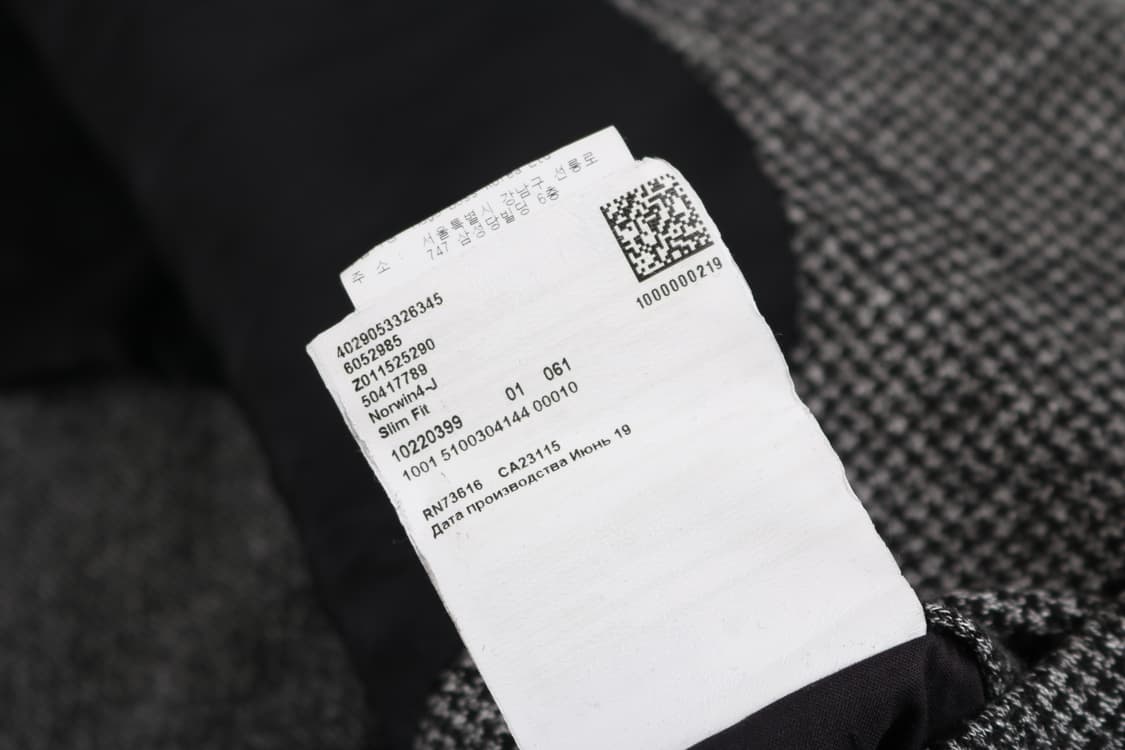 주 소 : 서울특별시 강남구 선릉로
747 삼정빌딩 6층
1000000219
4029053326345
6052985
Z011525290
50417789
Norwin4-J
Slim Fit
10220399 01 061
1001 5100304144 00010
RN73616 CA23115
Дата производства Июнь 19